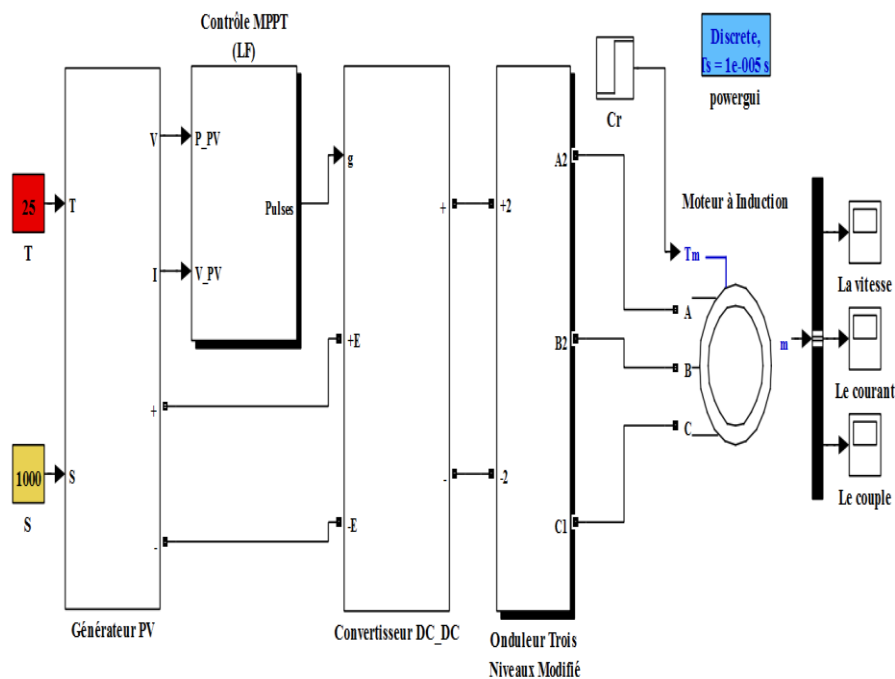 Contrôle MPPT
(LF)
Discrete,
Ts = 1e-005 s
powergui
Cr
V
P_PV
g
A2
25
T
T
Pulses
+
+2
Moteur à Induction
Tm
I
V_PV
A
La vitesse
+E
B2
m
B
Le courant
+
C
1000
S
S
-
-2
Le couple
-E
C1
-
Générateur PV
Convertisseur DC_DC
Onduleur Trois
Niveaux Modifié